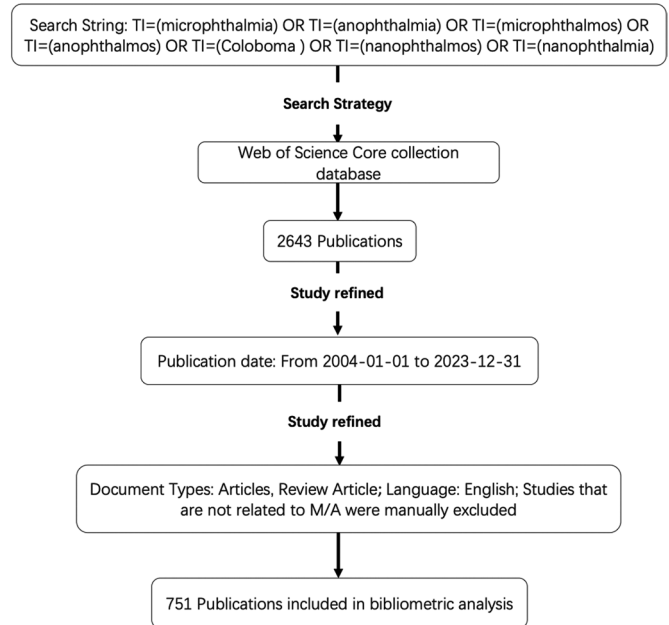 Search String: TI=(microphthalmia) OR TI=(anophthalmia) OR TI=(microphthalmos) OR
TI=(anophthalmos) OR TI=(Coloboma ) OR TI=(nanophthalmos) OR TI=(nanophthalmia)
Search Strategy
Web of Science Core collection
database
2643 Publications
Study refined
Publication date: From 2004-01-01 to 2023-12-31
Study refined
Document Types: Articles, Review Article; Language: English; Studies that
are not related to M/A were manually excluded
751 Publications included in bibliometric analysis